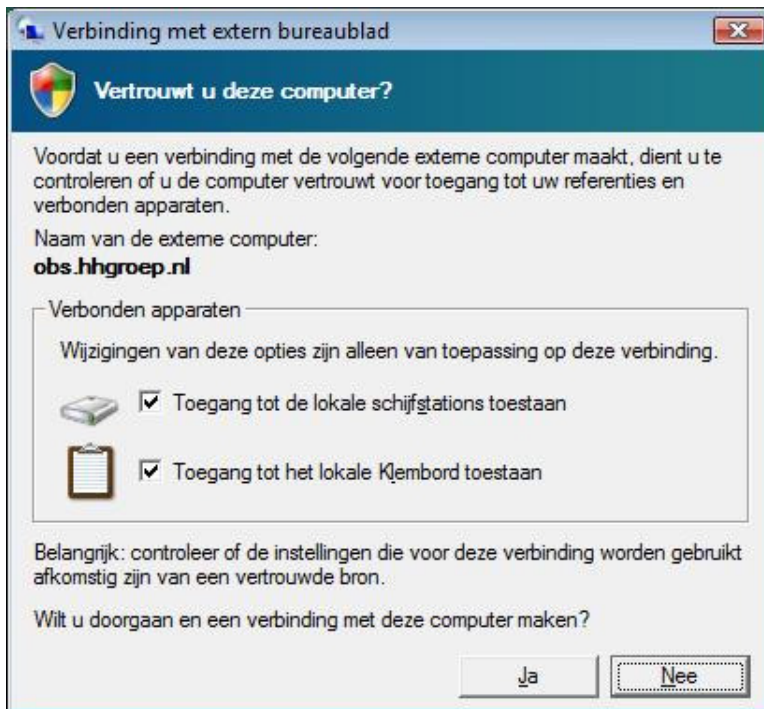 Verbinding met extern bureaublad
Vertrouwt u deze computer?
Voordat u een verbinding met de volgende externe computer maakt, dient u te
controleren of u de computer vertrouwt voor toegang tot uw referenties en
verbonden apparaten.
Naam van de externe computer:
obs.hhgroep.nl
Verbonden apparaten
Wijzigingen van deze opties zijn alleen van toepassing op deze verbinding.
Toegang tot de lokale schijfstations toestaan
Toegang tot het lokale Klembord toestaan
Belangrijk: controleer of de instellingen die voor deze verbinding worden gebruikt
afkomstig zijn van een vertrouwde bron.
Wilt u doorgaan en een verbinding met deze computer maken?
Ja
Nee